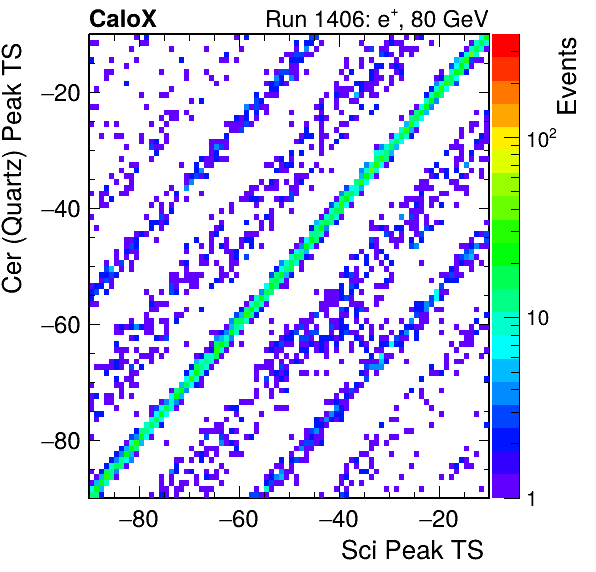 CaloX Run 1406: e+, 80 GeV
Cer (Quartz) Peak TS
−20
−40
−60
−80
−80 −60 −40 −20
Sci Peak TS
Events
10²
10
1